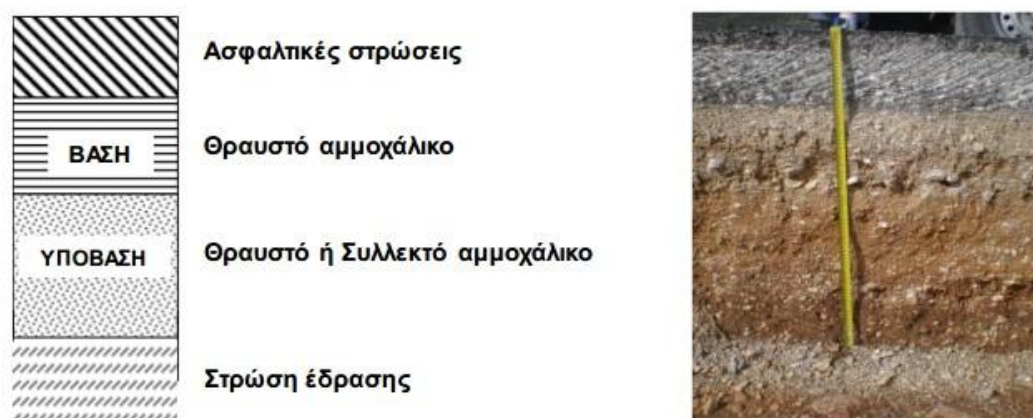 Ασφαλτικές στρώσεις
ΒΑΣΗ
Θραυστό αμμοχάλικο
ΥΠΟΒΑΣΗ
Θραυστό ή Συλλεκτό αμμοχάλικο
Στρώση έδρασης